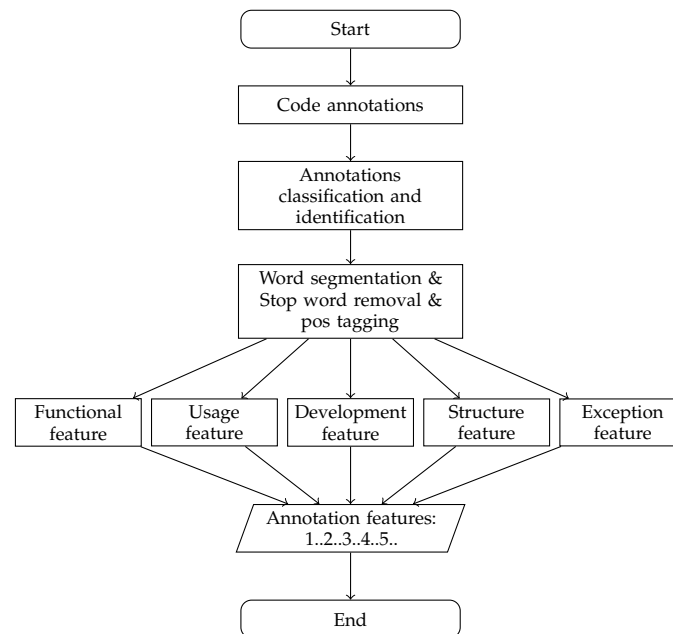 Start
Code annotations
Annotations
classification and
identification
Word segmentation &
Stop word removal &
pos tagging
Functional
feature
Usage
feature
Development
feature
Structure
feature
Exception
feature
Annotation features:
1..2..3..4..5..
End